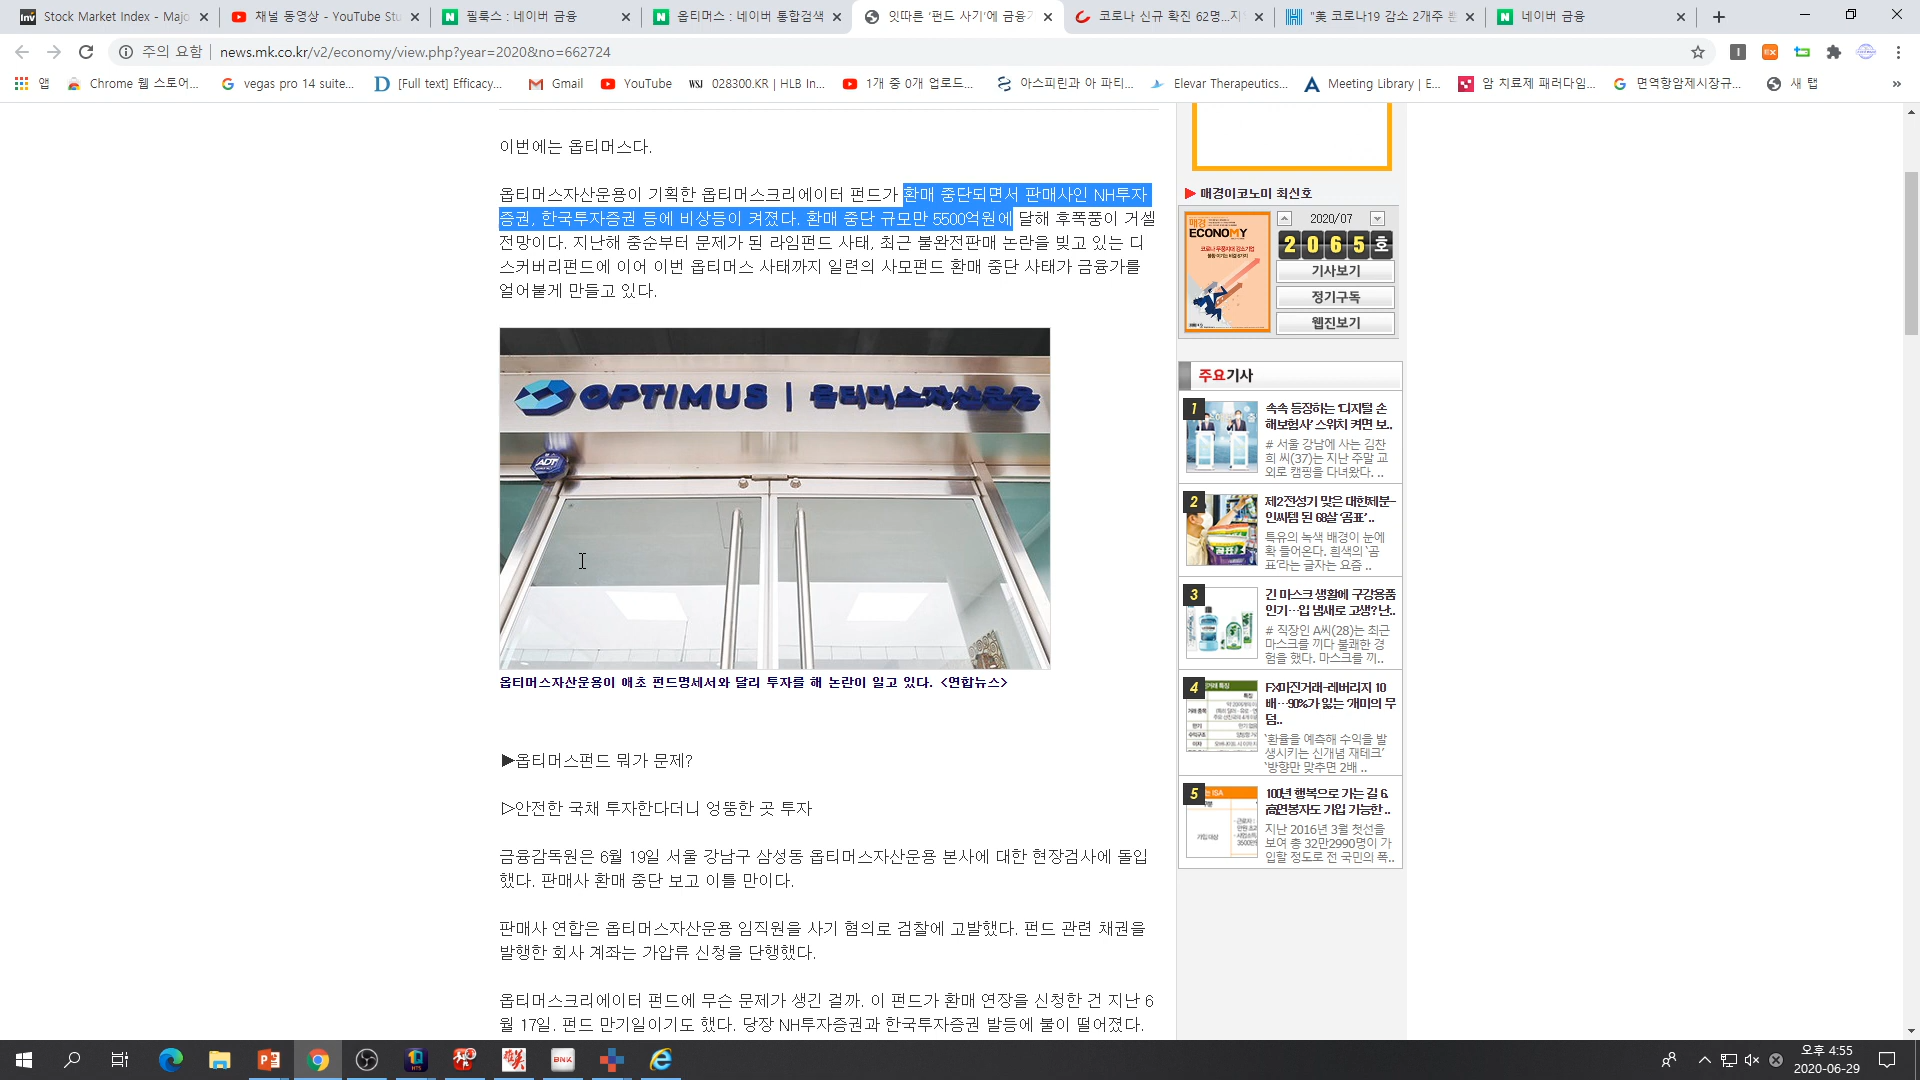 Stock Market Index - Majo
채널 동영상 - YouTube Stu
필룩스 : 네이버 금융
옵티머스 : 네이버 통합검색
잇따른 '펀드 사기'에 금융가
코로나 신규 확진 62명...지
"美 코로나19 감소 2개주 뿐
네이버 금융
주의 요함 | news.mk.co.kr/v2/economy/view.php?year=2020&no=662724
앱
Chrome 웹 스토어...
vegas pro 14 suite...
[Full text] Efficacy...
Gmail
YouTube
WSJ 028300.KR | HLB In...
1개 중 0개 업로드...
아스피린과 아 파티...
Elevar Therapeutics...
Meeting Library | E...
암 치료제 패러다임...
면역항암제시장규...
새 탭
이번에는 옵티머스다.
옵티머스자산운용이 기획한 옵티머스크리에이터 펀드가 환매 중단되면서 판매사인 NH투자
증권, 한국투자증권 등에 비상등이 켜졌다. 환매 중단 규모만 5500억원에 달해 후폭풍이 거셀
전망이다. 지난해 중순부터 문제가 된 라임펀드 사태, 최근 불완전판매 논란을 빚고 있는 디
스커버리펀드에 이어 이번 옵티머스 사태까지 일련의 사모펀드 환매 중단 사태가 금융가를
얼어붙게 만들고 있다.
OPTIMUS | 옵티머스자산운용
ADT
옵티머스자산운용이 애초 펀드명세서와 달리 투자를 해 논란이 일고 있다. <연합뉴스>
▶옵티머스펀드 뭐가 문제?
▷안전한 국채 투자한다더니 엉뚱한 곳 투자
금융감독원은 6월 19일 서울 강남구 삼성동 옵티머스자산운용 본사에 대한 현장검사에 돌입
했다. 판매사 환매 중단 보고 이틀 만이다.
판매사 연합은 옵티머스자산운용 임직원을 사기 혐의로 검찰에 고발했다. 펀드 관련 채권을
발행한 회사 계좌는 가압류 신청을 단행했다.
옵티머스크리에이터 펀드에 무슨 문제가 생긴 걸까. 이 펀드가 환매 연장을 신청한 건 지난 6
월 17일. 펀드 만기일이기도 했다. 당장 NH투자증권과 한국투자증권 발등에 불이 떨어졌다.
▶ 매경이코노미 최신호
매경
ECONOMY
2020/07
2065호
기사보기
정기구독
웹진보기
주요기사
1
속속 등장하는 '디지털 손
해보험사' 스위치 켜면 보..
# 서울 강남에 사는 김찬
희 씨(37)는 지난 주말 교
외로 캠핑을 다녀왔다. ..
2
제2전성기 맞은 대한제분-
인싸템 된 68살 '곰표'..
특유의 녹색 배경이 눈에
확 들어온다. 흰색의 '곰
표'라는 글자는 요즘 ..
3
긴 마스크 생활에 구강용품
인기…입 냄새로 고생? 난..
# 직장인 A씨(28)는 최근
마스크를 끼다 불쾌한 경
험을 했다. 마스크를 끼..
4
FX마진거래-레버리지 10
배…90%가 잃는 '개미의 무
덤..
'환율을 예측해 수익을 발
생시키는 신개념 재테크'
'방향만 맞추면 2배 ..
5
100년 행복으로 가는 길 6.
高연봉자도 가입 가능한 ..
지난 2016년 3월 첫선을
보여 총 32만2990명이 가
입할 정도로 전 국민의 폭..
BNK
오후 4:55
2020-06-29